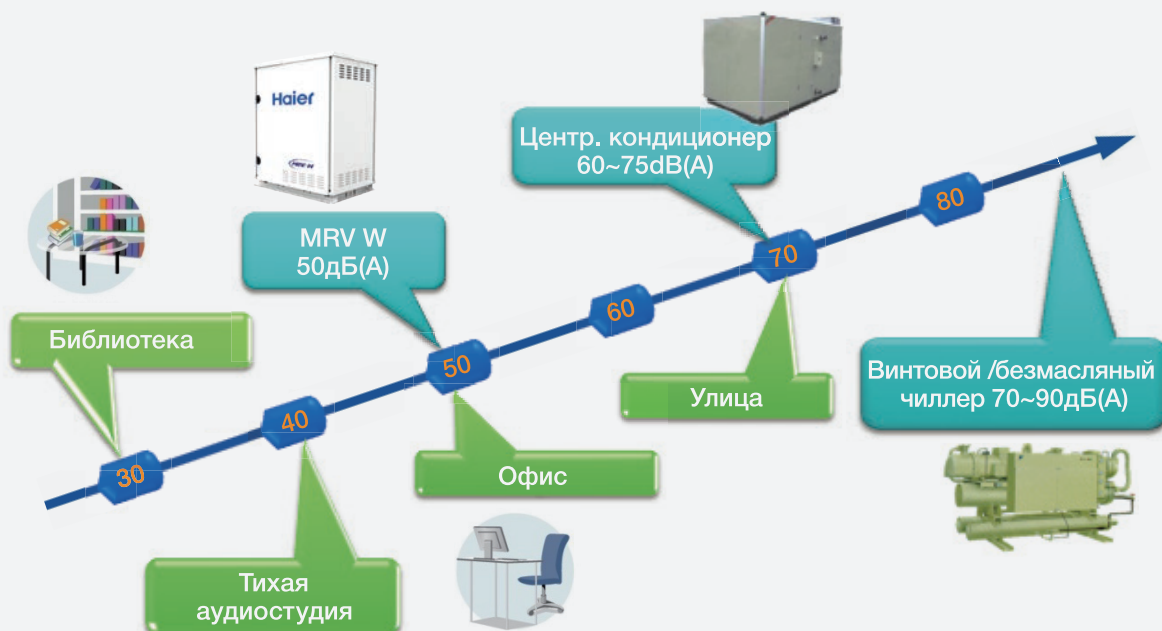 Haier
Центр. кондиционер
60~75dB(A)
MRV W
50дБ(A)
80
70
60
50
40
30
Библиотека
Винтовой /безмасляный
чиллер 70~90дБ(A)
Улица
Офис
Тихая
аудиостудия